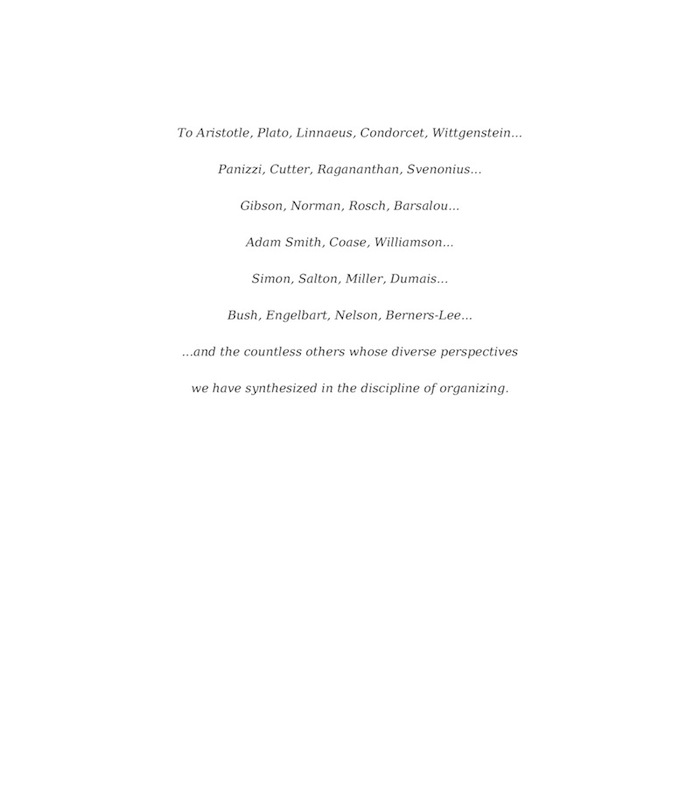 To Aristotle, Plato, Linnaeus, Condorcet, Wittgenstein…
Panizzi, Cutter, Ragananthan, Svenonius…
Gibson, Norman, Rosch, Barsalou…
Adam Smith, Coase, Williamson…
Simon, Salton, Miller, Dumais…
Bush, Engelbart, Nelson, Berners-Lee…
…and the countless others whose diverse perspectives
we have synthesized in the discipline of organizing.